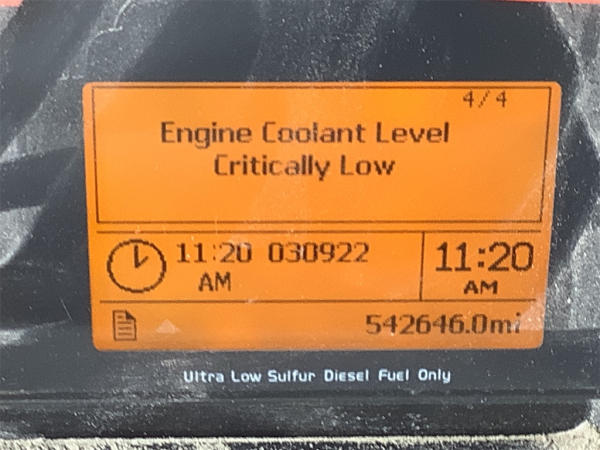 4/4
Engine Coolant Level
Critically Low
11:20 030922
AM
11:20
AM
542646.0mi
Ultra Low Sulfur Diesel Fuel Only